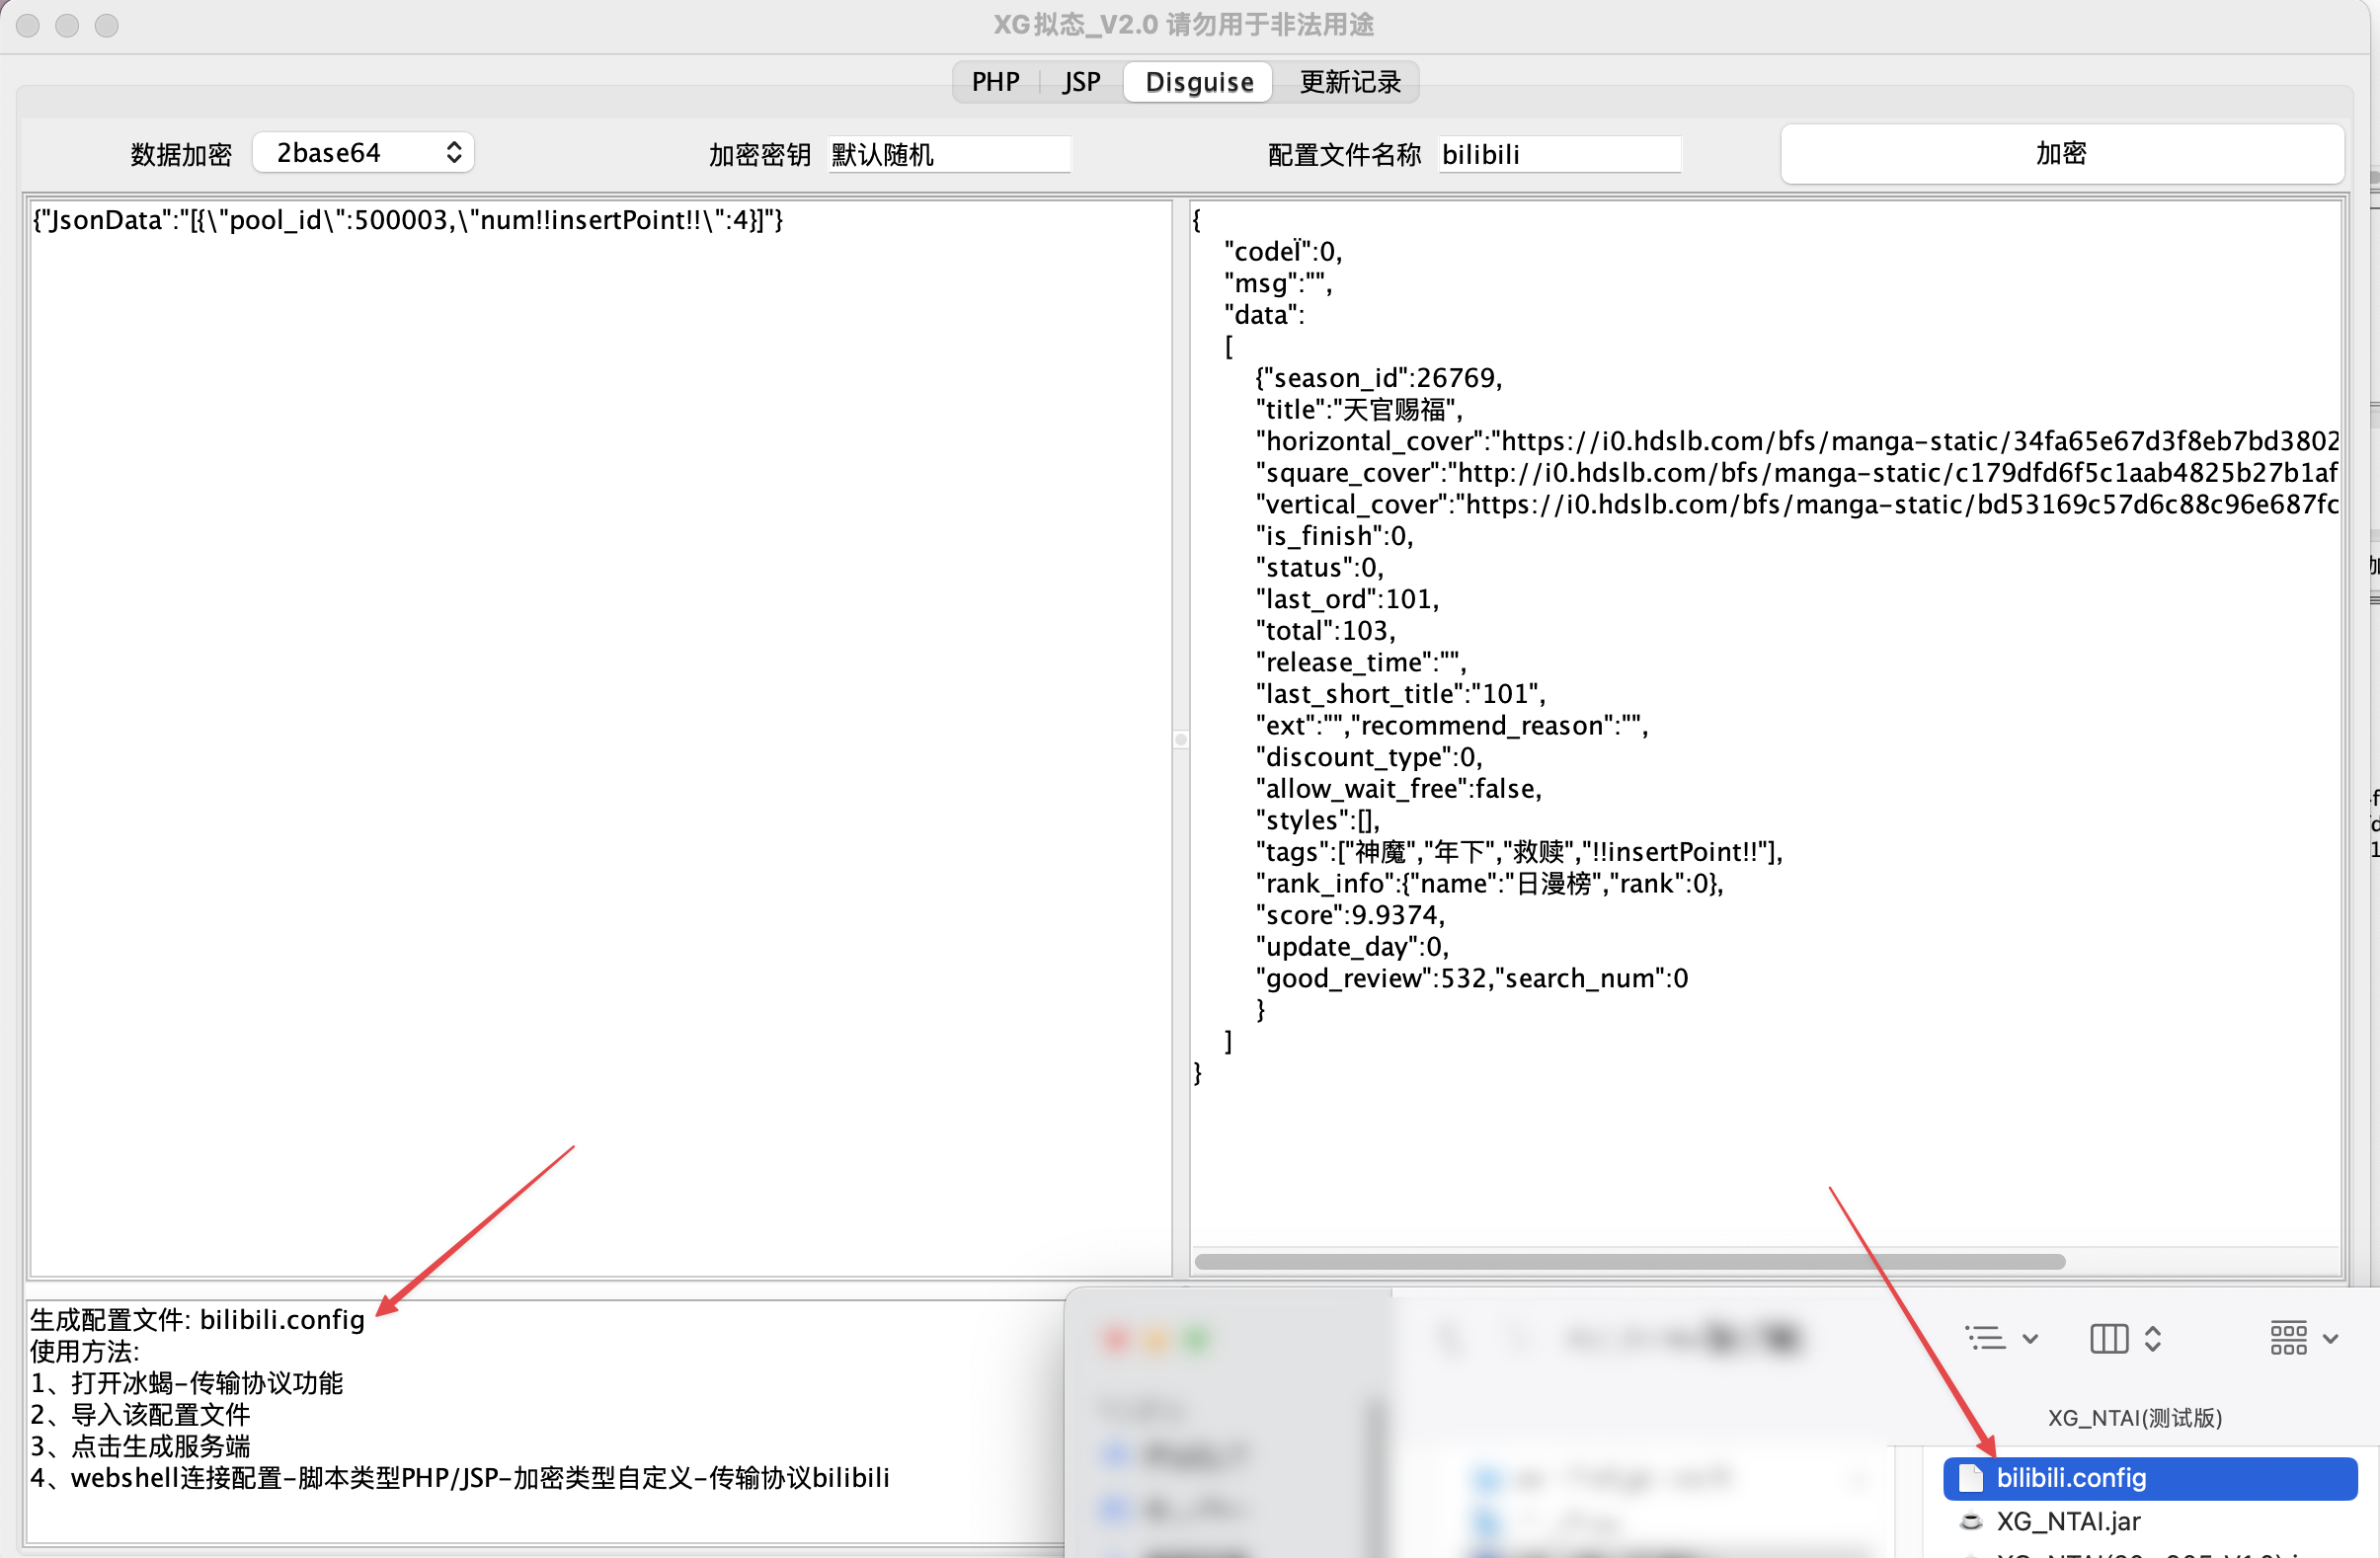 XG拟态_V2.0 请勿用于非法用途
PHP JSP Disguise 更新记录
数据加密 2base64 加密密钥 默认随机 配置文件名称 bilibili 加密
{"JsonData":"[{\"pool_id\":500003,\"num!!insertPoint!!\":4}]"}
{
"codeÏ":0,
"msg":"",
"data":
[
{"season_id":26769,
"title":"天官赐福",
"horizontal_cover":"https://i0.hdslb.com/bfs/manga-static/34fa65e67d3f8eb7bd3802
"square_cover":"http://i0.hdslb.com/bfs/manga-static/c179dfd6f5c1aab4825b27b1af
"vertical_cover":"https://i0.hdslb.com/bfs/manga-static/bd53169c57d6c88c96e687fc
"is_finish":0,
"status":0,
"last_ord":101,
"total":103,
"release_time":"",
"last_short_title":"101",
"ext":"","recommend_reason":"",
"discount_type":0,
"allow_wait_free":false,
"styles":[],
"tags":["神魔","年下","救赎","!!insertPoint!!"],
"rank_info":{"name":"日漫榜","rank":0},
"score":9.9374,
"update_day":0,
"good_review":532,"search_num":0
}
]
}
生成配置文件: bilibili.config
使用方法:
1、打开冰蝎-传输协议功能
2、导入该配置文件
3、点击生成服务端
4、webshell连接配置-脚本类型PHP/JSP-加密类型自定义-传输协议bilibili
XG_NTAI(测试版)
bilibili.config
XG_NTAI.jar